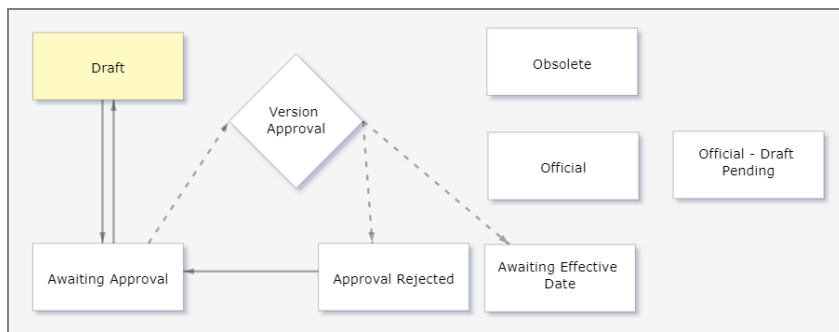 Draft
Obsolete
Version
Approval
Official
Official - Draft
Pending
Awaiting Approval
Approval Rejected
Awaiting Effective
Date